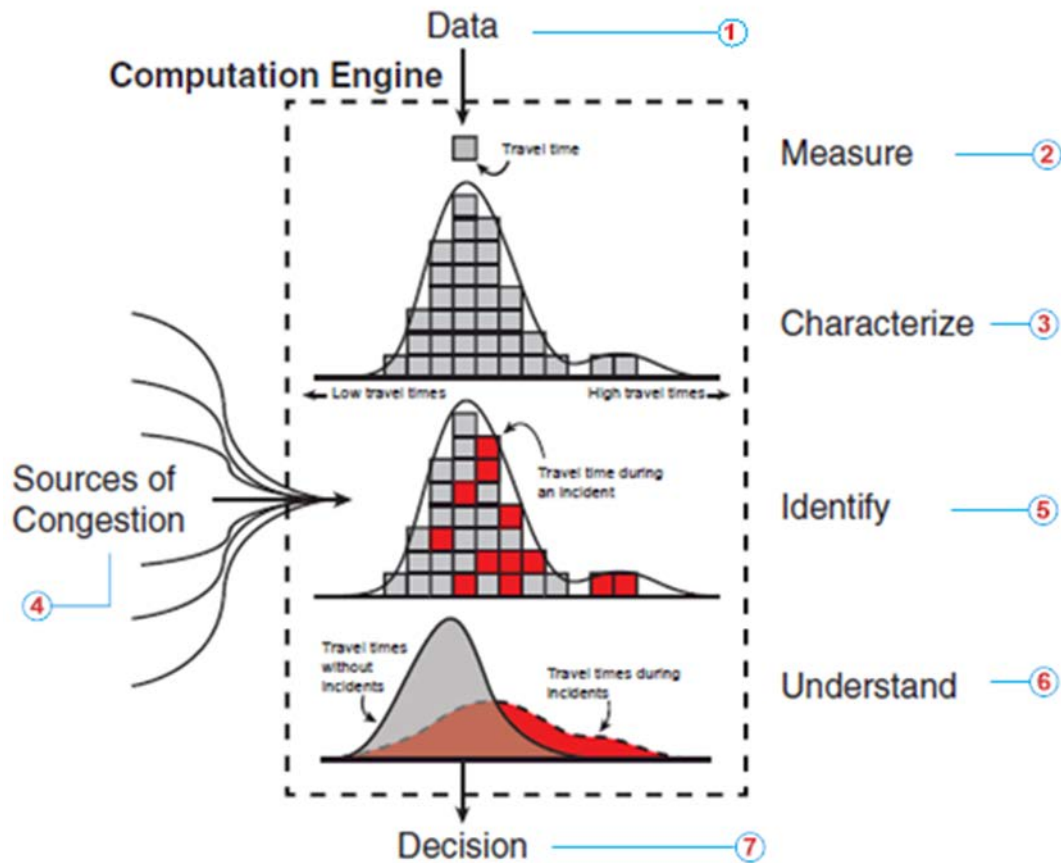 Data
1
Computation Engine
Travel time
Measure
2
Characterize
3
Low travel times
High travel times
Sources of
Congestion
4
Travel time during
an incident
Identify
5
Travel times
without
incidents
Travel times during
incidents
Understand
6
Decision
7